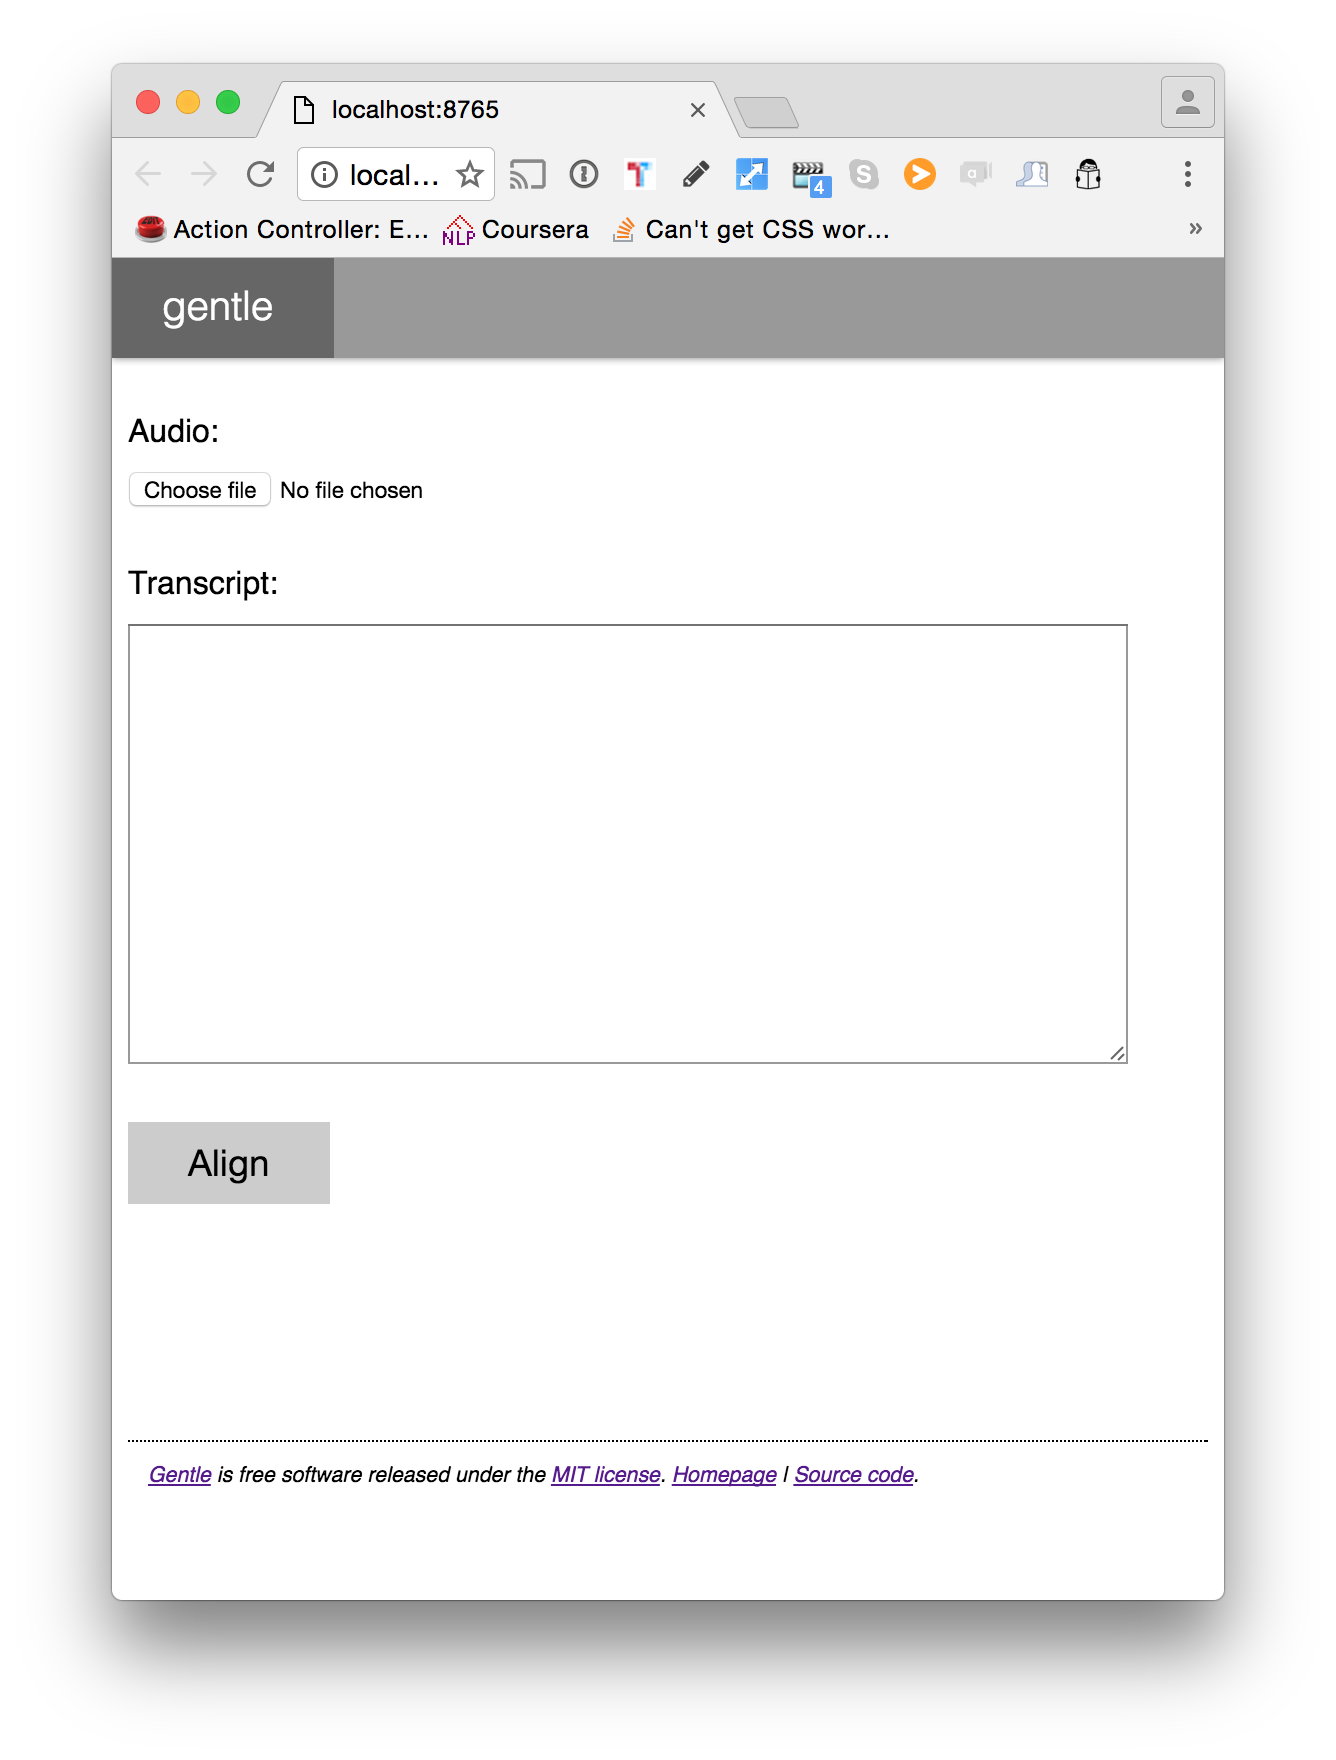 localhost:8765
local...
4
Action Controller: E... NLP Coursera Can't get CSS wor... »
gentle
Audio:
Choose file No file chosen
Transcript:
Align
Gentle is free software released under the MIT license. Homepage | Source code.